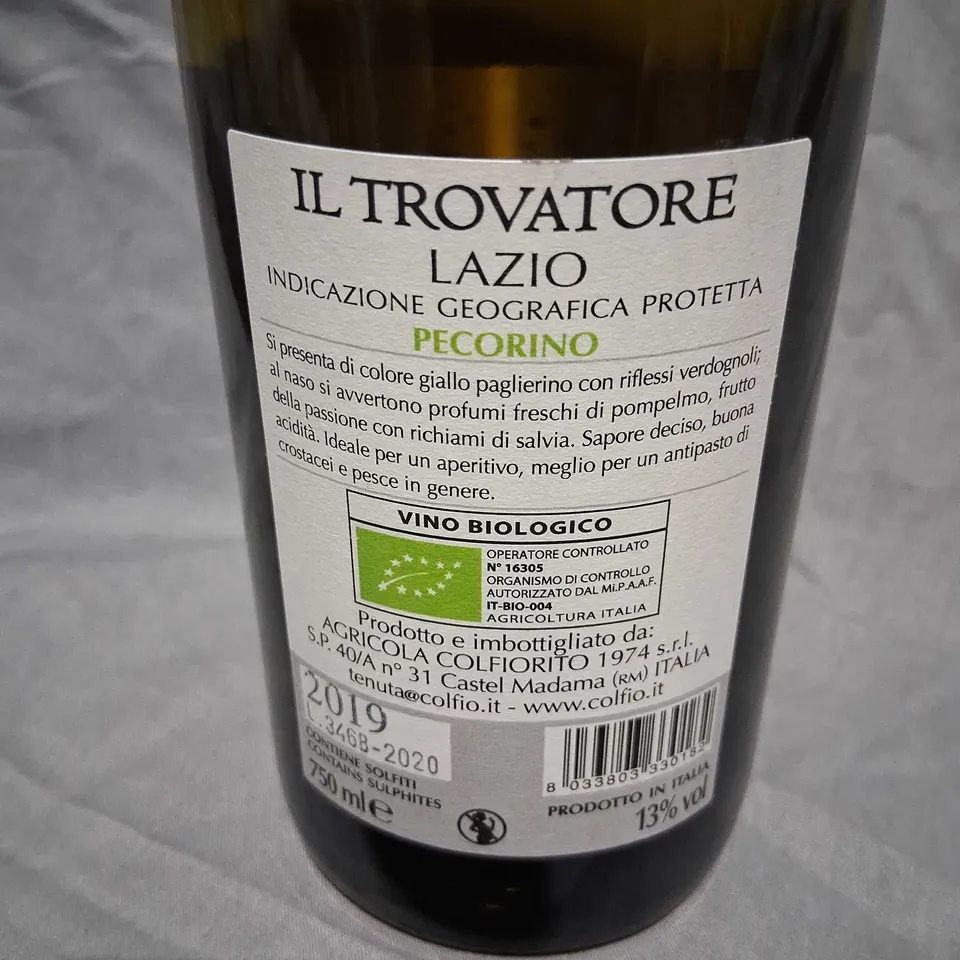 IL TROVATORE
LAZIO
INDICAZIONE GEOGRAFICA PROTETTA
PECORINO
Si presenta di colore giallo paglierino con riflessi verdognoli;
al naso si avvertono profumi freschi di pompelmo, frutto
della passione con richiami di salvia. Sapore deciso, buona
acidità. Ideale per un aperitivo, meglio per un antipasto di
crostacei e pesce in genere.
VINO BIOLOGICO
OPERATORE CONTROLLATO
N° 16305
ORGANISMO DI CONTROLLO
AUTORIZZATO DAL Mi.P.A.A.F.
IT-BIO-004
AGRICOLTURA ITALIA
Prodotto e imbottigliato da:
AGRICOLA COLFIORITO 1974 s.r.l.
S.P. 40/A n° 31 Castel Madama (RM) ITALIA
tenuta@colfio.it - www.colfio.it
2019
L.3468-2020
CONTIENE SOLFITI
CONTAINS SULPHITES
750 ml e
8 033803 330182
PRODOTTO IN ITALIA
13% vol